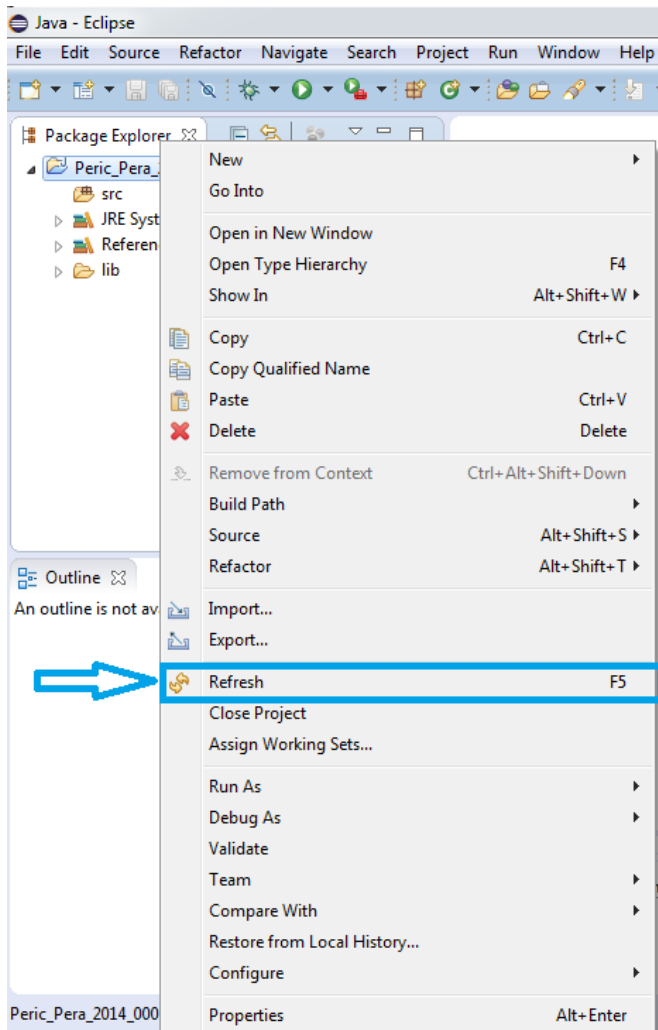 Java - Eclipse
File Edit Source Refactor Navigate Search Project Run Window Help
Package Explorer
Peric_Pera_
src
JRE Syst
Referen
lib
New
Go Into
Open in New Window
Open Type Hierarchy F4
Show In Alt+Shift+W
Copy Ctrl+C
Copy Qualified Name
Paste Ctrl+V
Delete Delete
Remove from Context Ctrl+Alt+Shift+Down
Build Path
Source Alt+Shift+S
Refactor Alt+Shift+T
Outline
An outline is not av
Import...
Export...
Refresh F5
Close Project
Assign Working Sets...
Run As
Debug As
Validate
Team
Compare With
Restore from Local History...
Configure
Peric_Pera_2014_000
Properties Alt+Enter